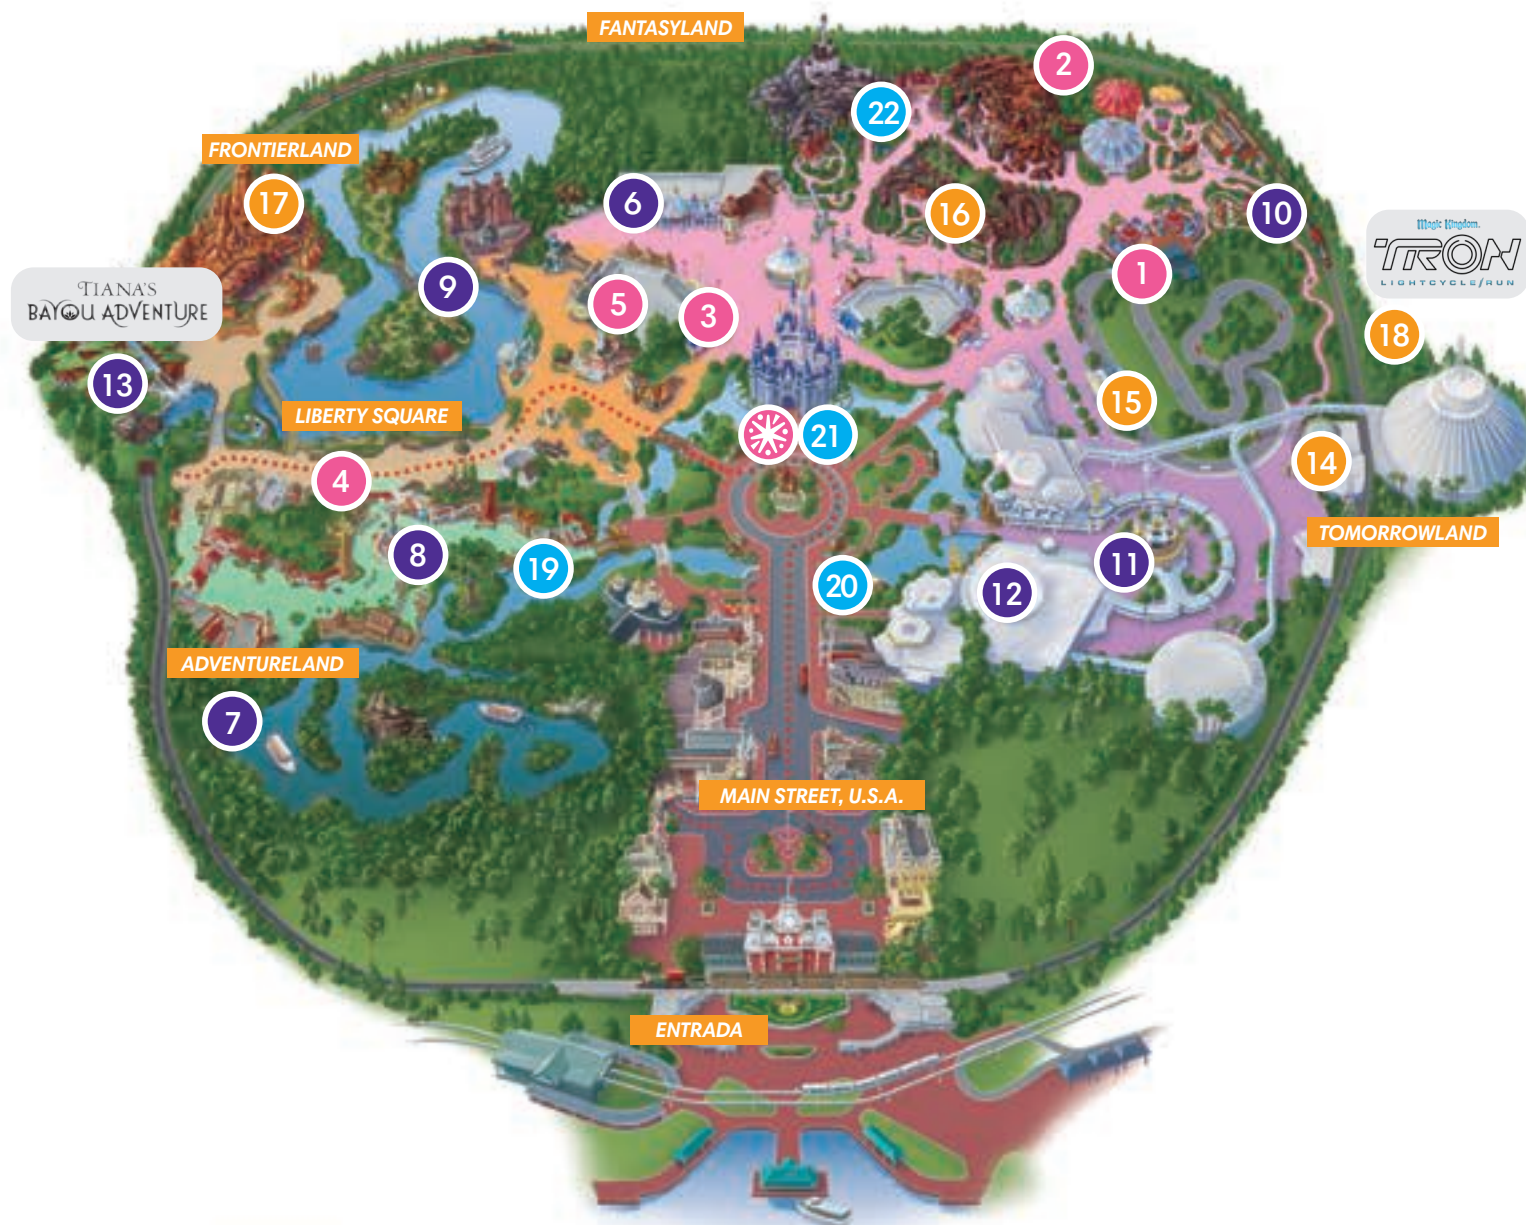 FANTASYLAND
2
22
FRONTIERLAND
17
6
16
10
Magic Kingdom.
TRON
LIGHTCYCLE/RUN
TIANA'S
BAYOU ADVENTURE
9
5
3
1
18
13
LIBERTY SQUARE
15
21
4
14
TOMORROWLAND
8
19
20
12
11
ADVENTURELAND
7
MAIN STREET, U.S.A.
ENTRADA